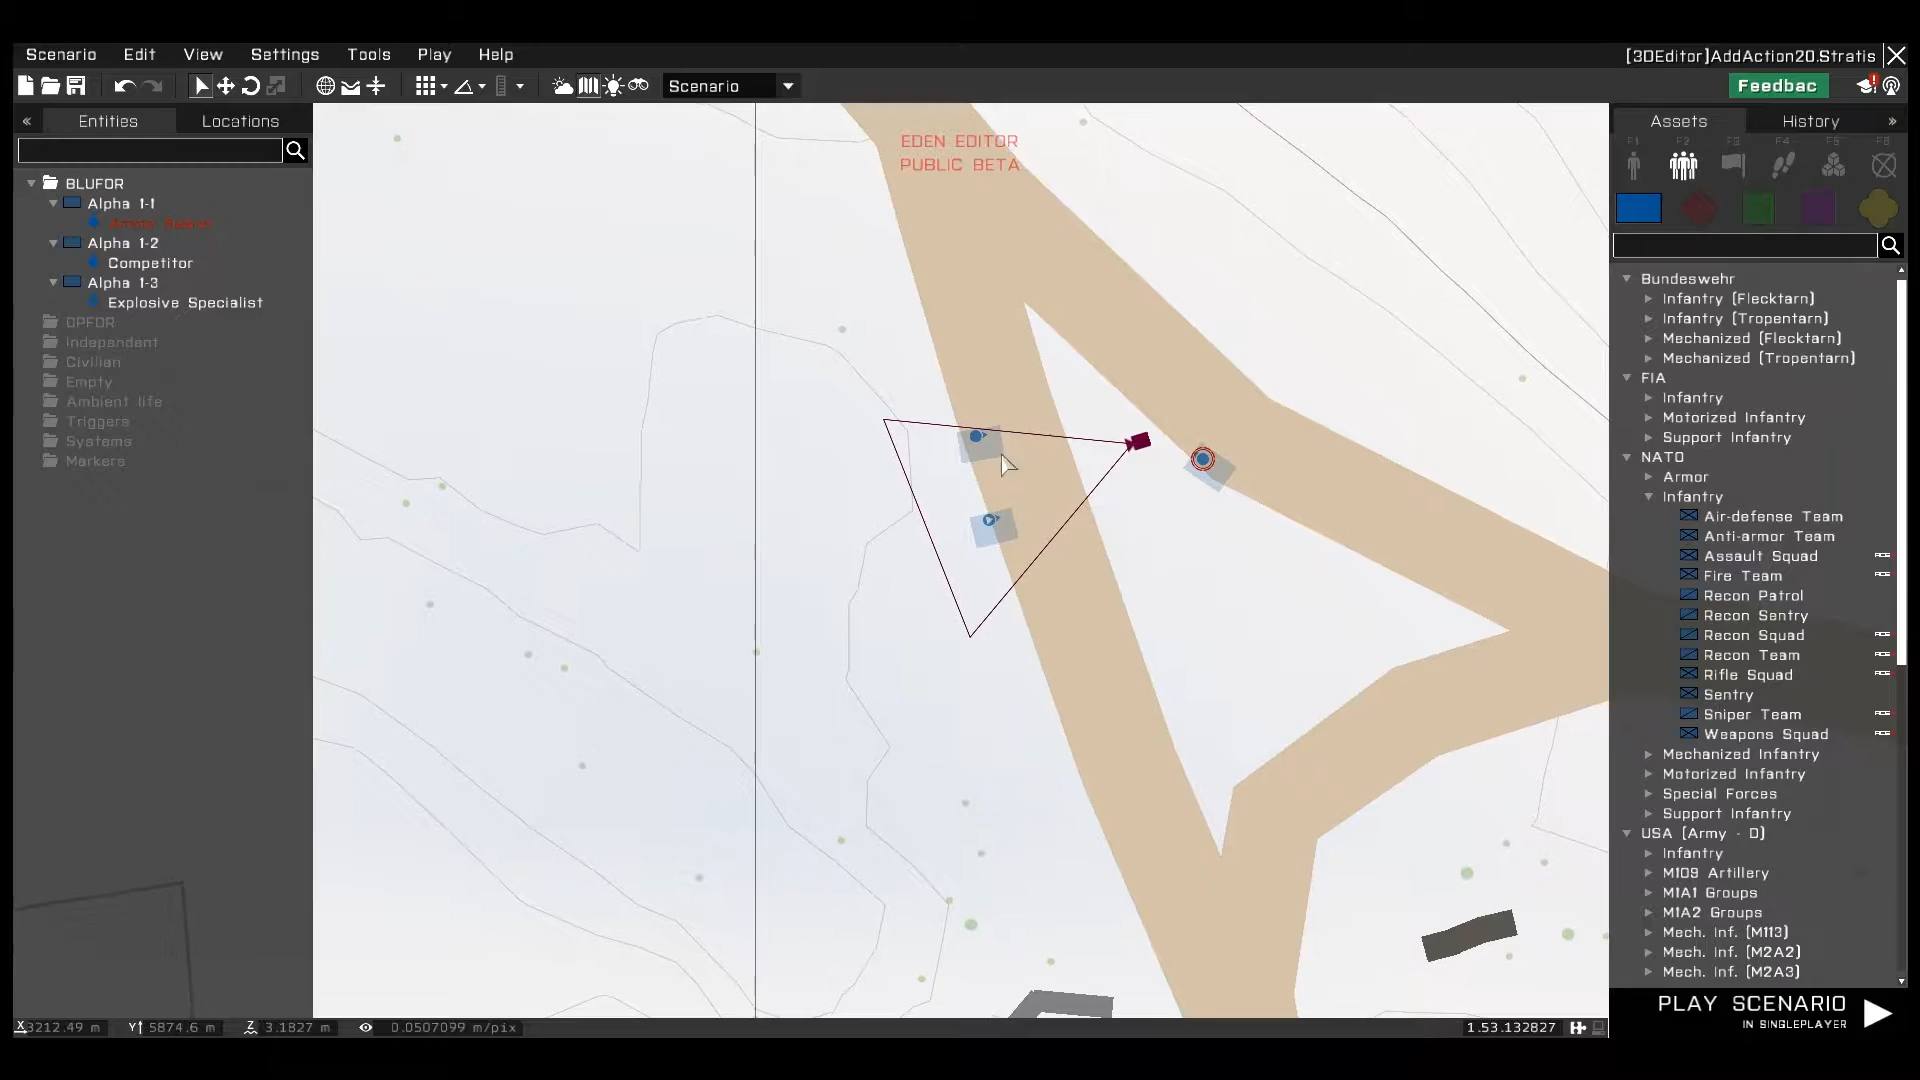 Scenario Edit View Settings Tools Play Help
[3DEditor]AddAction20.Stratis
Scenario
Feedbac
Entities Locations
Assets History
F1 F2 F3 F4 F5 F6
EDEN EDITOR
PUBLIC BETA
BLUFOR
Alpha 1-1
Alpha 1-2
Competitor
Alpha 1-3
Explosive Specialist
OPFOR
Independent
Civilian
Empty
Ambient life
Triggers
Systems
Markers
Bundeswehr
Infantry (Flecktarn)
Infantry (Tropentarn)
Mechanized (Flecktarn)
Mechanized (Tropentarn)
FIA
Infantry
Motorized Infantry
Support Infantry
NATO
Armor
Infantry
Air-defense Team
Anti-armor Team
Assault Squad
Fire Team
Recon Patrol
Recon Sentry
Recon Squad
Recon Team
Rifle Squad
Sentry
Sniper Team
Weapons Squad
Mechanized Infantry
Motorized Infantry
Special Forces
Support Infantry
USA (Army - D)
Infantry
M109 Artillery
M1A1 Groups
M1A2 Groups
Mech. Inf. (M113)
Mech. Inf. (M2A2)
Mech. Inf. (M2A3)
PLAY SCENARIO
IN SINGLEPLAYER
X 3212.49 m Y 5874.6 m Z 3.1827 m 0.0507099 m/pix
1.53.132827